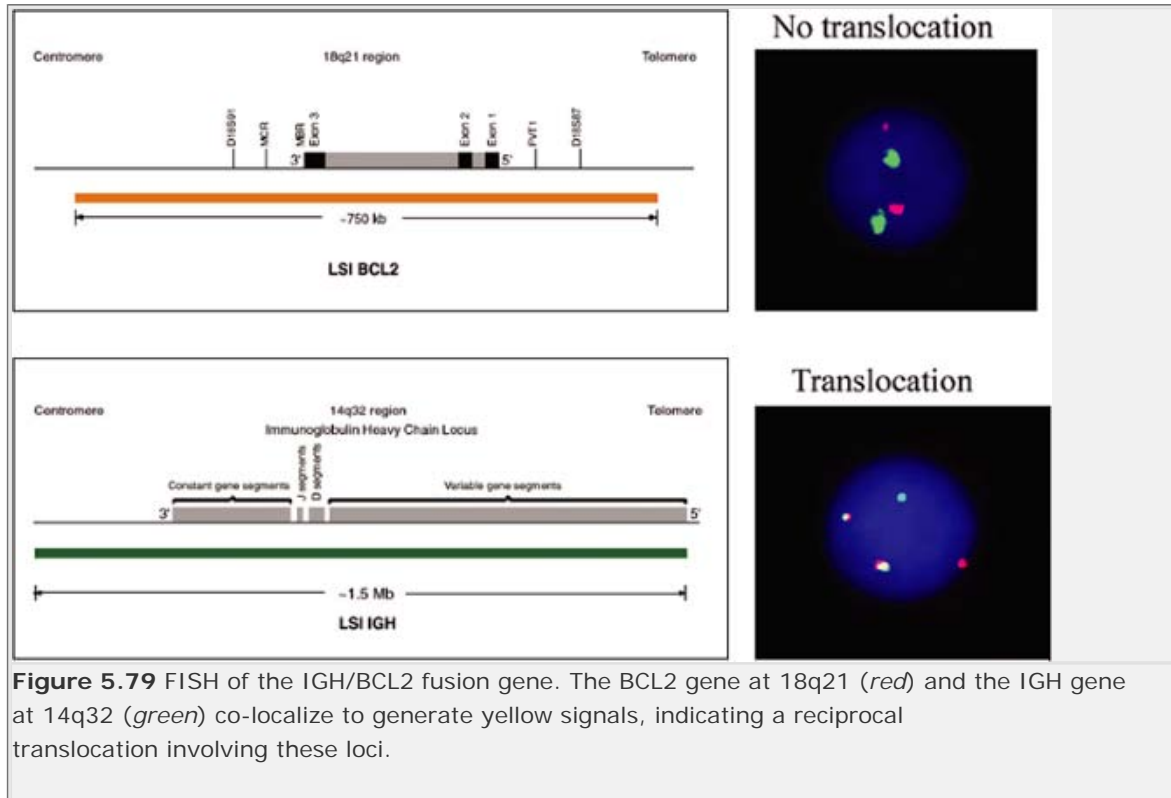 No translocation
Centromere 18q21 region Telomere
D18S91
MCR
MBR
Exon 3
Exon 2
Exon 1
PVT1
D18S87
3' 5'
~750 kb
LSI BCL2
Translocation
Centromere 14q32 region Telomere
Immunoglobulin Heavy Chain Locus
J segments
D segments
Constant gene segments Variable gene segments
3' 5'
~1.5 Mb
LSI IGH
Figure 5.79 FISH of the IGH/BCL2 fusion gene. The BCL2 gene at 18q21 (red) and the IGH gene
at 14q32 (green) co-localize to generate yellow signals, indicating a reciprocal
translocation involving these loci.